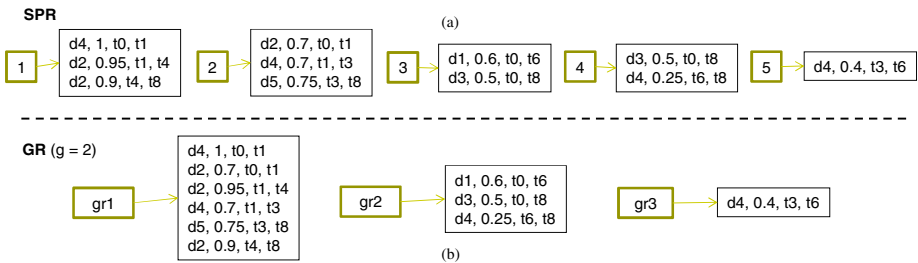 SPR
(a)
1
d4, 1, t0, t1
d2, 0.95, t1, t4
d2, 0.9, t4, t8
2
d2, 0.7, t0, t1
d4, 0.7, t1, t3
d5, 0.75, t3, t8
3
d1, 0.6, t0, t6
d3, 0.5, t0, t8
4
d3, 0.5, t0, t8
d4, 0.25, t6, t8
5
d4, 0.4, t3, t6
GR (g = 2)
gr1
d4, 1, t0, t1
d2, 0.7, t0, t1
d2, 0.95, t1, t4
d4, 0.7, t1, t3
d5, 0.75, t3, t8
d2, 0.9, t4, t8
gr2
d1, 0.6, t0, t6
d3, 0.5, t0, t8
d4, 0.25, t6, t8
gr3
d4, 0.4, t3, t6
(b)